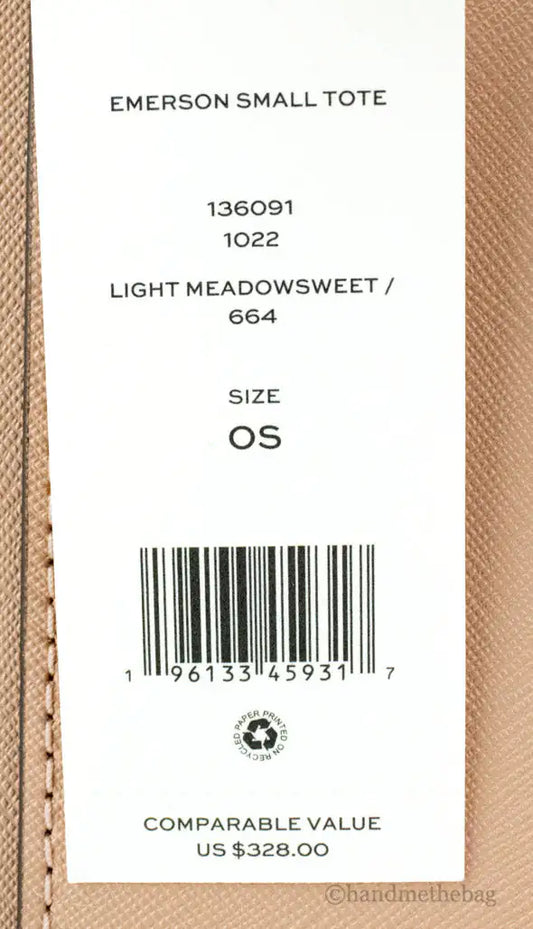 EMERSON SMALL TOTE
136091
1022
LIGHT MEADOWSWEET /
664
SIZE
OS
1 96133 45931 7
PAPER PRINTED ON RECYCLED
COMPARABLE VALUE
US $328.00
©handmethebag